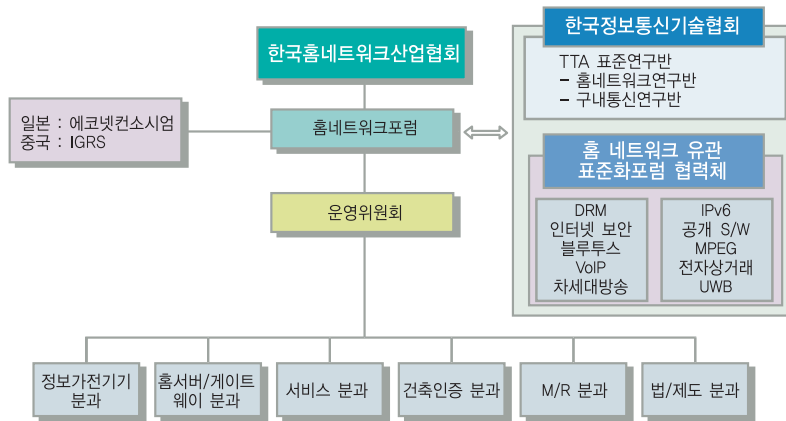 한국홈네트워크산업협회
일본 : 에코넷컨소시엄
중국 : IGRS
홈네트워크포럼
운영위원회
한국정보통신기술협회
TTA 표준연구반
– 홈네트워크연구반
– 구내통신연구반
홈 네트워크 유관
표준화포럼 협력체
DRM
인터넷 보안
블루투스
VoIP
차세대방송
IPv6
공개 S/W
MPEG
전자상거래
UWB
정보가전기기
분과
홈서버/게이트
웨이 분과
서비스 분과
건축인증 분과
M/R 분과
법/제도 분과